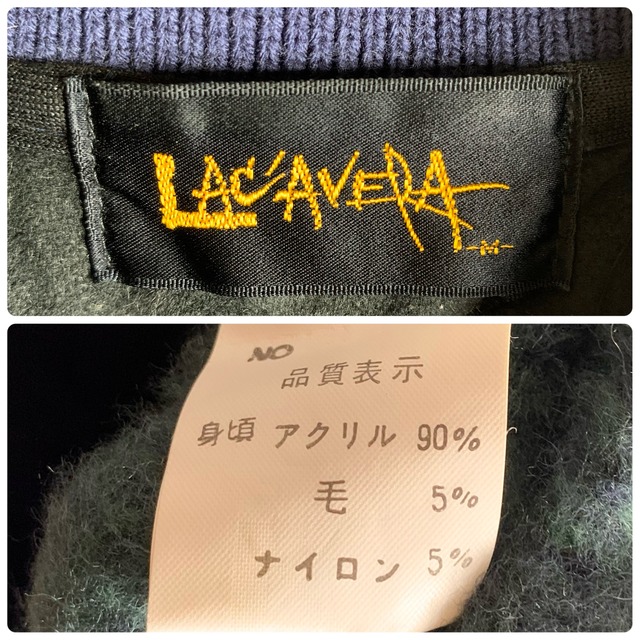 LAC'AVERA
-M-
NO
品質表示
身頃 アクリル 90%
毛 5%
ナイロン 5%